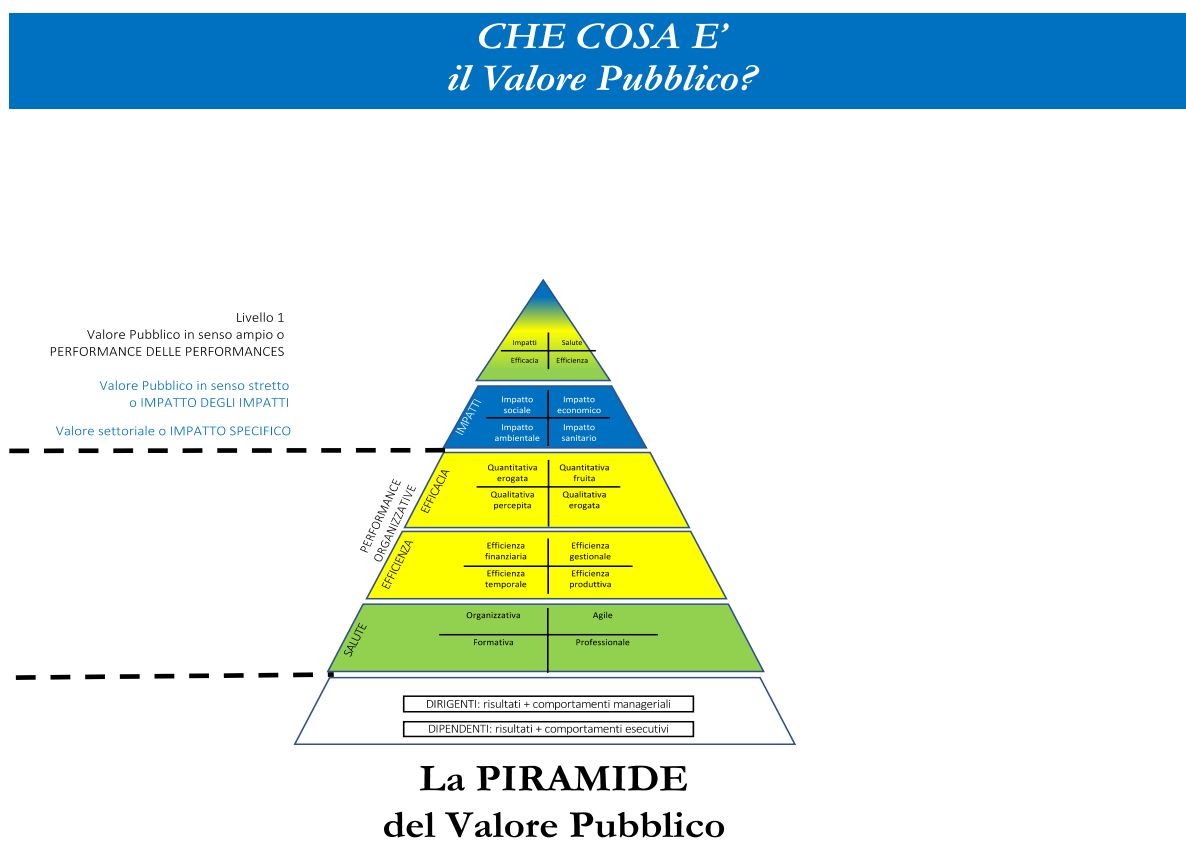 CHE COSA E’
il Valore Pubblico?
Livello 1
Valore Pubblico in senso ampio o
PERFORMANCE DELLE PERFORMANCES
Valore Pubblico in senso stretto
o IMPATTO DEGLI IMPATTI
Valore settoriale o IMPATTO SPECIFICO
Impatti
Salute
Efficacia
Efficienza
IMPATTI
Impatto
sociale
Impatto
economico
Impatto
ambientale
Impatto
sanitario
PERFORMANCE
ORGANIZZATIVE
EFFICACIA
Quantitativa
erogata
Quantitativa
fruita
Qualitativa
percepita
Qualitativa
erogata
EFFICIENZA
Efficienza
finanziaria
Efficienza
gestionale
Efficienza
temporale
Efficienza
produttiva
SALUTE
Organizzativa
Agile
Formativa
Professionale
DIRIGENTI: risultati + comportamenti manageriali
DIPENDENTI: risultati + comportamenti esecutivi
La PIRAMIDE
del Valore Pubblico